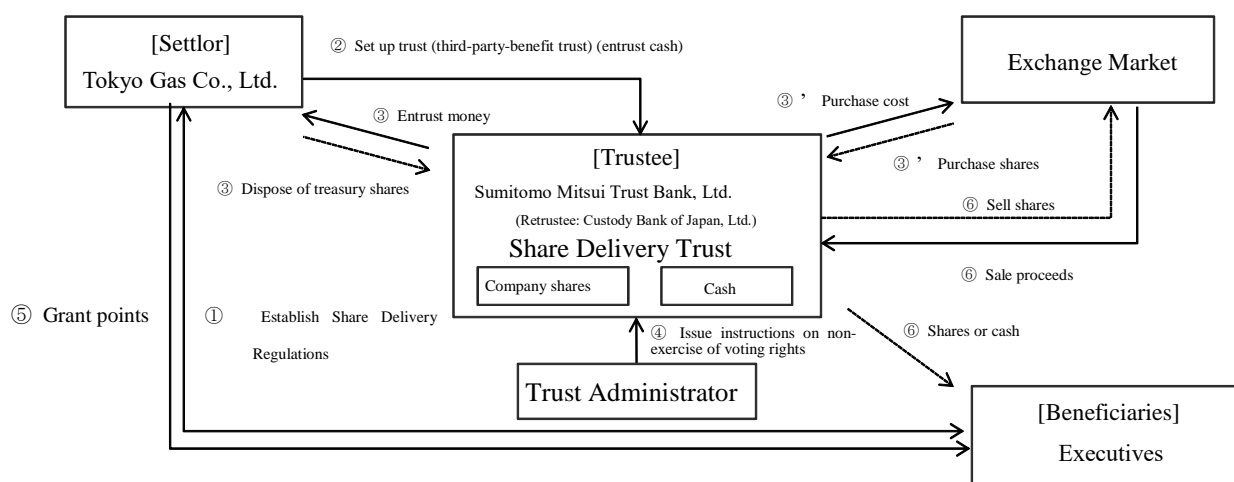 [Settlor]
Tokyo Gas Co., Ltd.
② Set up trust (third-party-benefit trust) (entrust cash)
Exchange Market
③ Entrust money
③ ’ Purchase cost
[Trustee]
③ ’ Purchase shares
③ Dispose of treasury shares
Sumitomo Mitsui Trust Bank, Ltd.
(Retrustee: Custody Bank of Japan, Ltd.)
⑥ Sell shares
Share Delivery Trust
Company shares
Cash
⑥ Sale proceeds
⑤ Grant points
① Establish Share Delivery
Regulations
④ Issue instructions on non-
exercise of voting rights
⑥ Shares or cash
Trust Administrator
[Beneficiaries]
Executives